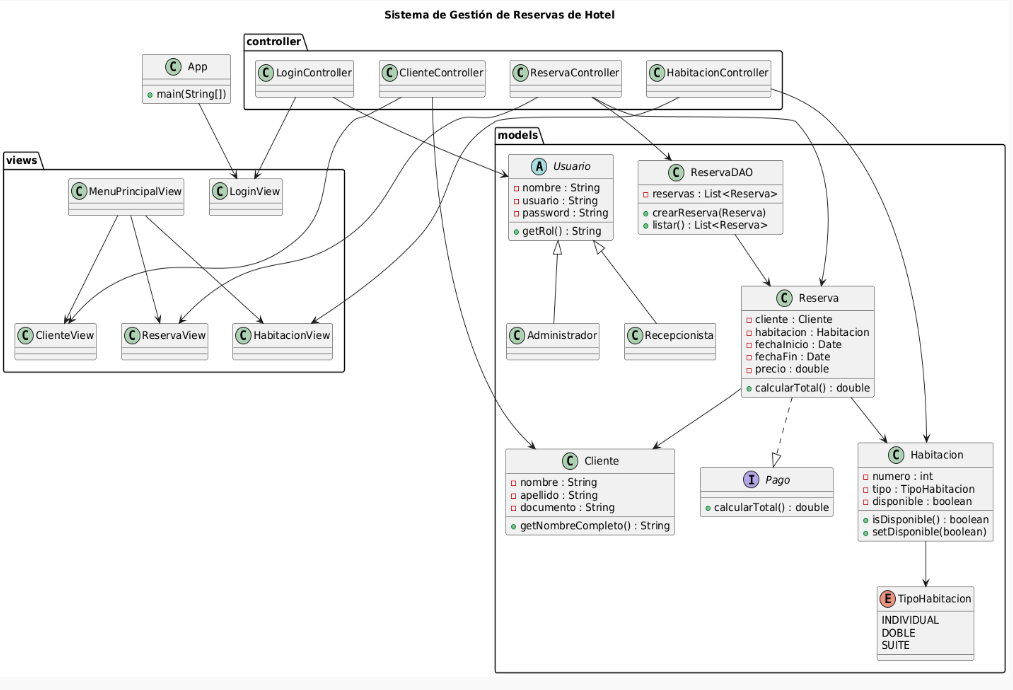 Sistema de Gestión de Reservas de Hotel
controller
C LoginController
C ClienteController
C ReservaController
C HabitacionController
C App
main(String[])
views
C MenuPrincipalView
C LoginView
C ClienteView
C ReservaView
C HabitacionView
models
A Usuario
nombre : String
usuario : String
password : String
getRol() : String
C ReservaDAO
reservas : List<Reserva>
crearReserva(Reserva)
listar() : List<Reserva>
C Administrador
C Recepcionista
C Reserva
cliente : Cliente
habitacion : Habitacion
fechaInicio : Date
fechaFin : Date
precio : double
calcularTotal() : double
C Cliente
nombre : String
apellido : String
documento : String
getNombreCompleto() : String
I Pago
calcularTotal() : double
C Habitacion
numero : int
tipo : TipoHabitacion
disponible : boolean
isDisponible() : boolean
setDisponible(boolean)
E TipoHabitacion
INDIVIDUAL
DOBLE
SUITE